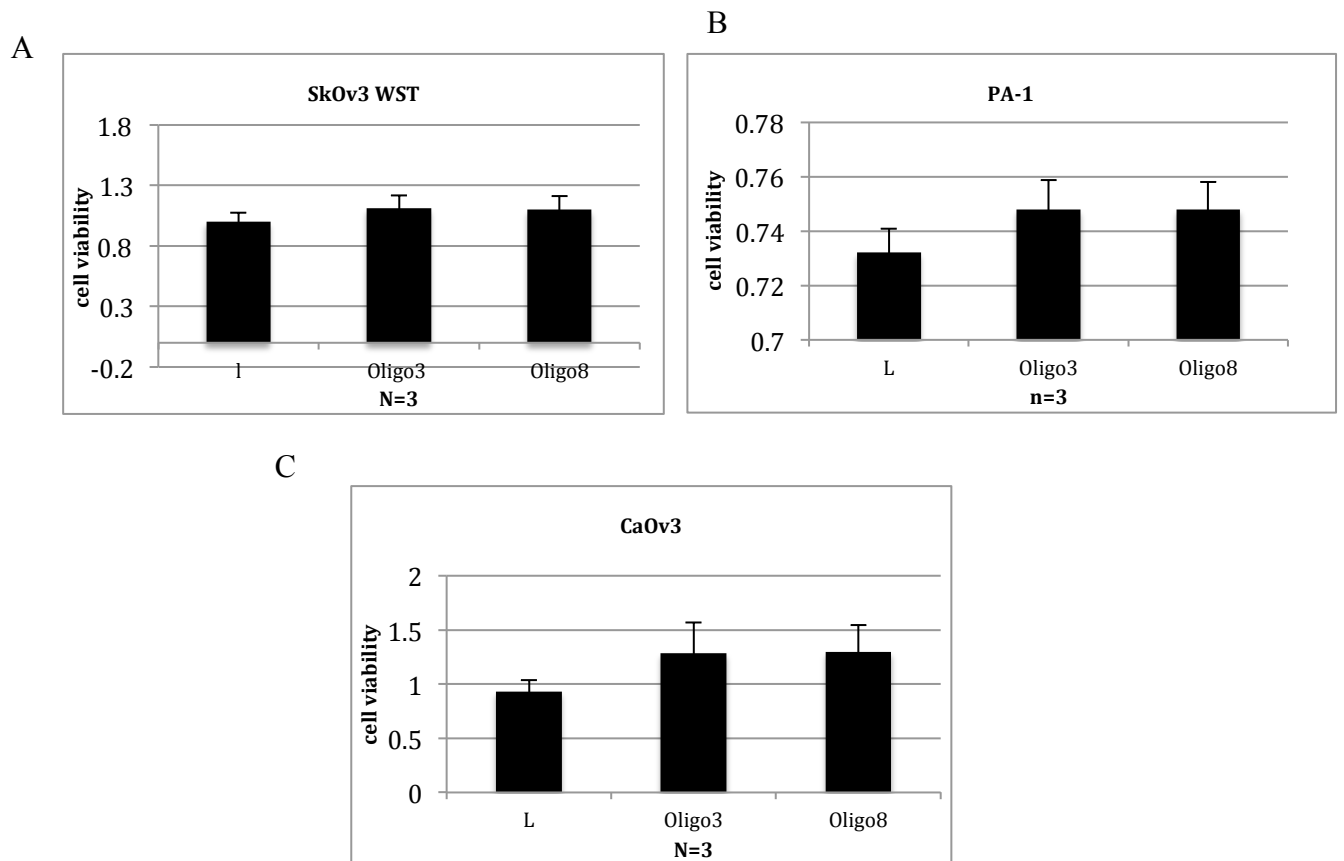 A
SkOv3 WST
1.8
1.3
0.8
0.3
-0.2
cell viability
l Oligo3 Oligo8
N=3
B
PA-1
0.78
0.76
0.74
0.72
0.7
cell viability
L Oligo3 Oligo8
n=3
C
CaOv3
2
1.5
1
0.5
0
cell viability
L Oligo3 Oligo8
N=3